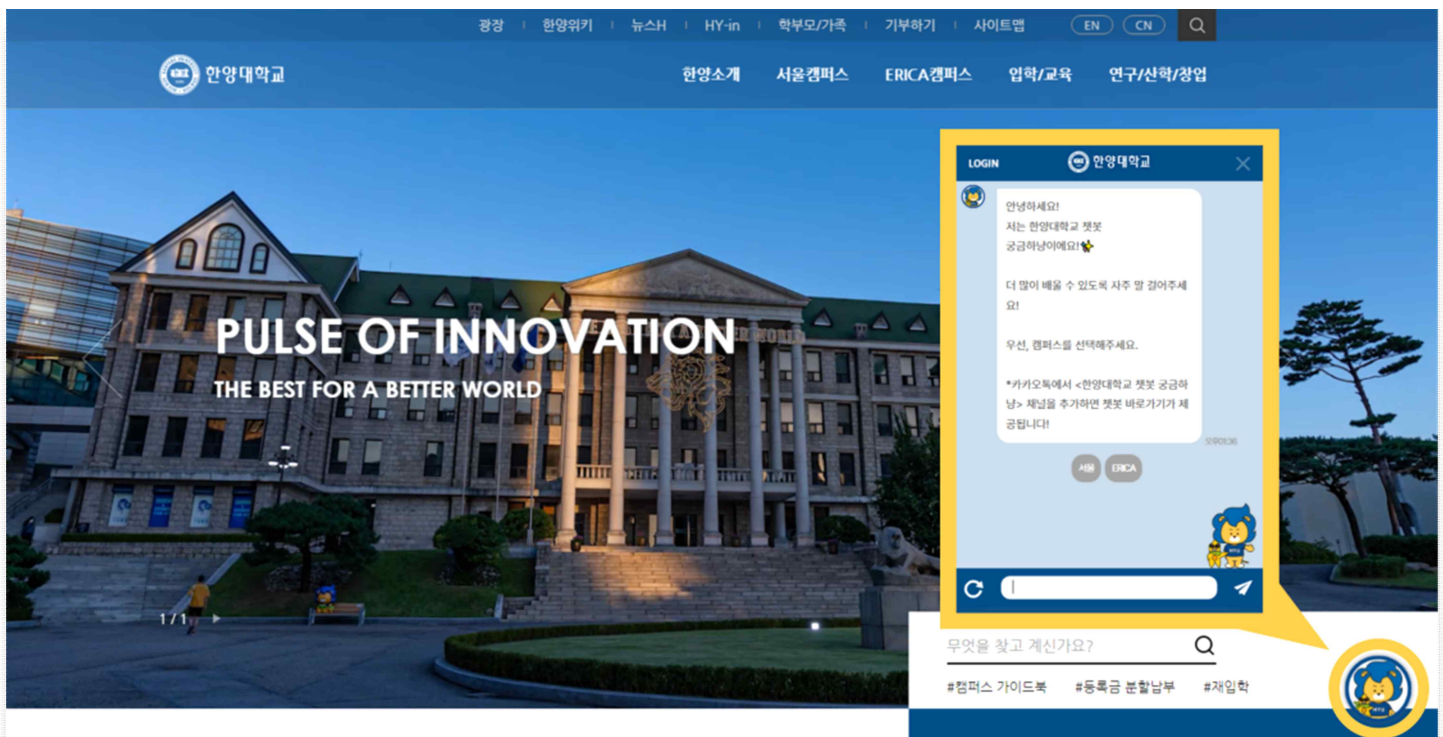 광장
한양위키
뉴스H
HY-in
학부모/가족
기부하기
사이트맵
EN
CN
한양대학교
한양소개
서울캠퍼스
ERICA캠퍼스
입학/교육
연구/산학/창업
PULSE OF INNOVATION
THE BEST FOR A BETTER WORLD
1 / 1
LOGIN
한양대학교
안녕하세요!
저는 한양대학교 챗봇
궁금하냥이에요!
더 많이 배울 수 있도록 자주 말 걸어주세
요!
우선, 캠퍼스를 선택해주세요.
*카카오톡에서 <한양대학교 챗봇 궁금하
냥> 채널을 추가하면 챗봇 바로가기가 제
공됩니다!
오후01:36
서울
ERICA
HYU
무엇을 찾고 계신가요?
#캠퍼스 가이드북
#등록금 분할납부
#재입학
HYU